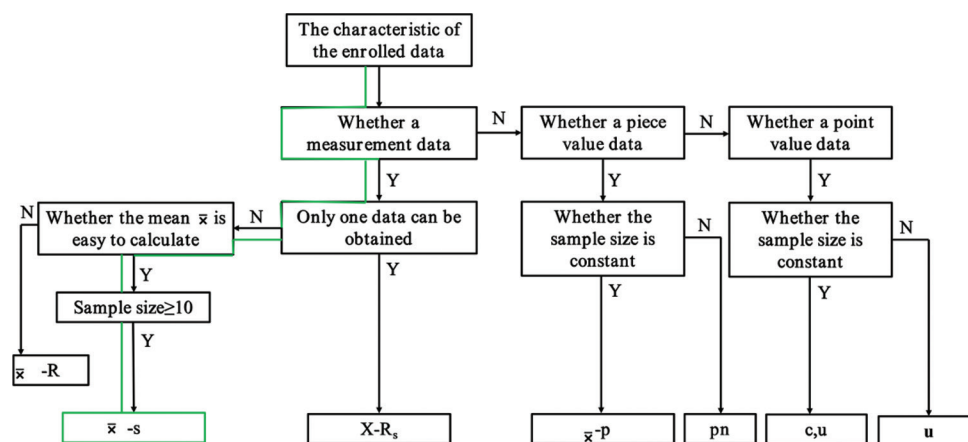 The characteristic of
the enrolled data
Whether a
measurement data
N
Whether a piece
value data
N
Whether a point
value data
Y
Y
Y
N
Whether the mean x̄ is
easy to calculate
N
Only one data can be
obtained
Whether the
sample size is
constant
N
Whether the
sample size is
constant
N
Y
Sample size≥10
Y
Y
Y
Y
x̄ -R
x̄ -s
X-Rₛ
x̄-p
pn
c,u
u